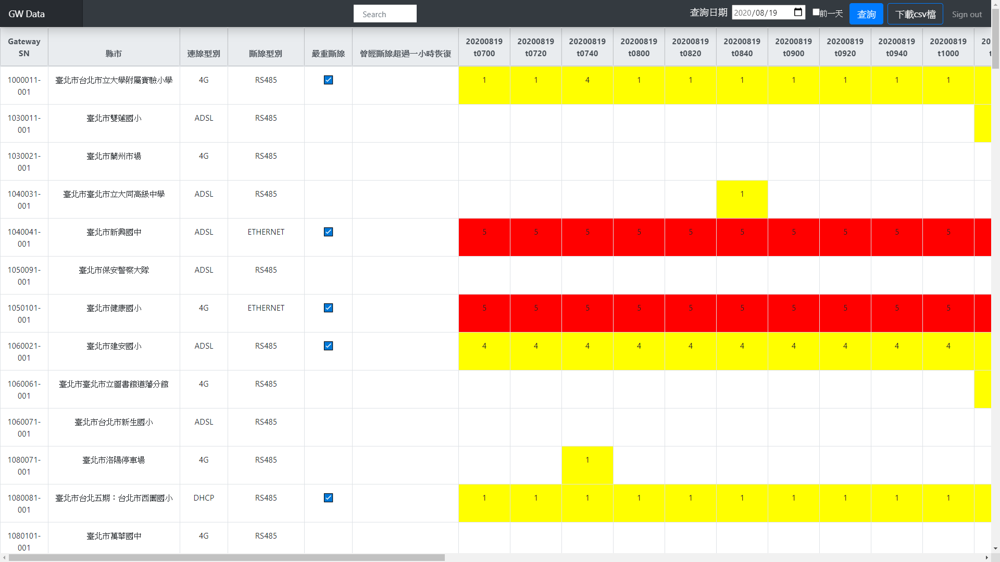 GW Data
Search
查詢日期 2020/08/19 前一天 查詢 下載csv檔 Sign out
Gateway SN 縣市 連線型別 斷線型別 嚴重斷線 曾經斷線超過一小時恢復 20200819 t0700 20200819 t0720 20200819 t0740 20200819 t0800 20200819 t0820 20200819 t0840 20200819 t0900 20200819 t0920 20200819 t0940 20200819 t1000
1000011-001 臺北市台北市立大學附屬實驗小學 4G RS485 1 1 4 1 1 1 1 1 1 1
1030011-001 臺北市雙蓮國小 ADSL RS485
1030021-001 臺北市蘭州市場 4G RS485
1040031-001 臺北市臺北市立大同高級中學 ADSL RS485 1
1040041-001 臺北市新興國中 ADSL ETHERNET 5 5 5 5 5 5 5 5 5 5
1050091-001 臺北市保安警察大隊 ADSL RS485
1050101-001 臺北市健康國小 4G ETHERNET 5 5 5 5 5 5 5 5 5 5
1060021-001 臺北市建安國小 ADSL RS485 4 4 4 4 4 4 4 4 4 4
1060061-001 臺北市臺北市立圖書館道藩分館 4G RS485
1060071-001 臺北市台北市新生國小 ADSL RS485
1080071-001 臺北市洛陽停車場 4G RS485 1
1080081-001 臺北市台北五期：台北市西園國小 DHCP RS485 1 1 1 1 1 1 1 1 1 1
1080101-001 臺北市萬華國中 4G RS485